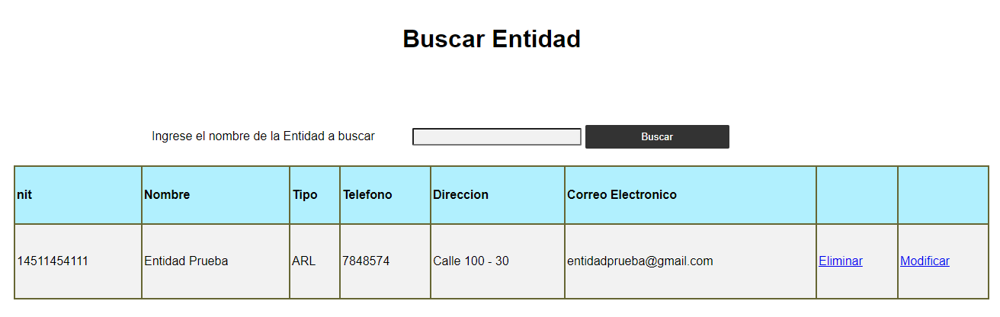 Buscar Entidad
Ingrese el nombre de la Entidad a buscar Buscar
nit Nombre Tipo Telefono Direccion Correo Electronico
14511454111 Entidad Prueba ARL 7848574 Calle 100 - 30 entidadprueba@gmail.com Eliminar Modificar